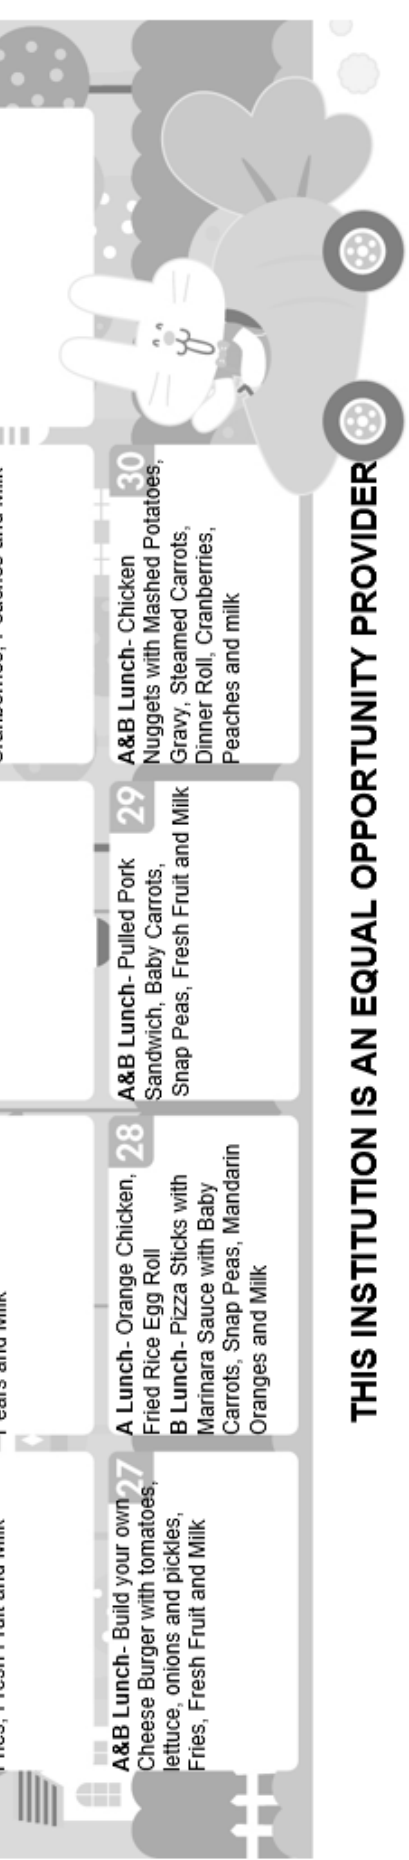 27
A&B Lunch- Build your own
Cheese Burger with tomatoes,
lettuce, onions and pickles,
Fries, Fresh Fruit and Milk
28
A Lunch- Orange Chicken,
Fried Rice Egg Roll
B Lunch- Pizza Sticks with
Marinara Sauce with Baby
Carrots, Snap Peas, Mandarin
Oranges and Milk
29
A&B Lunch- Pulled Pork
Sandwich, Baby Carrots,
Snap Peas, Fresh Fruit and Milk
30
A&B Lunch- Chicken
Nuggets with Mashed Potatoes,
Gravy, Steamed Carrots,
Dinner Roll, Cranberries,
Peaches and milk
THIS INSTITUTION IS AN EQUAL OPPORTUNITY PROVIDER